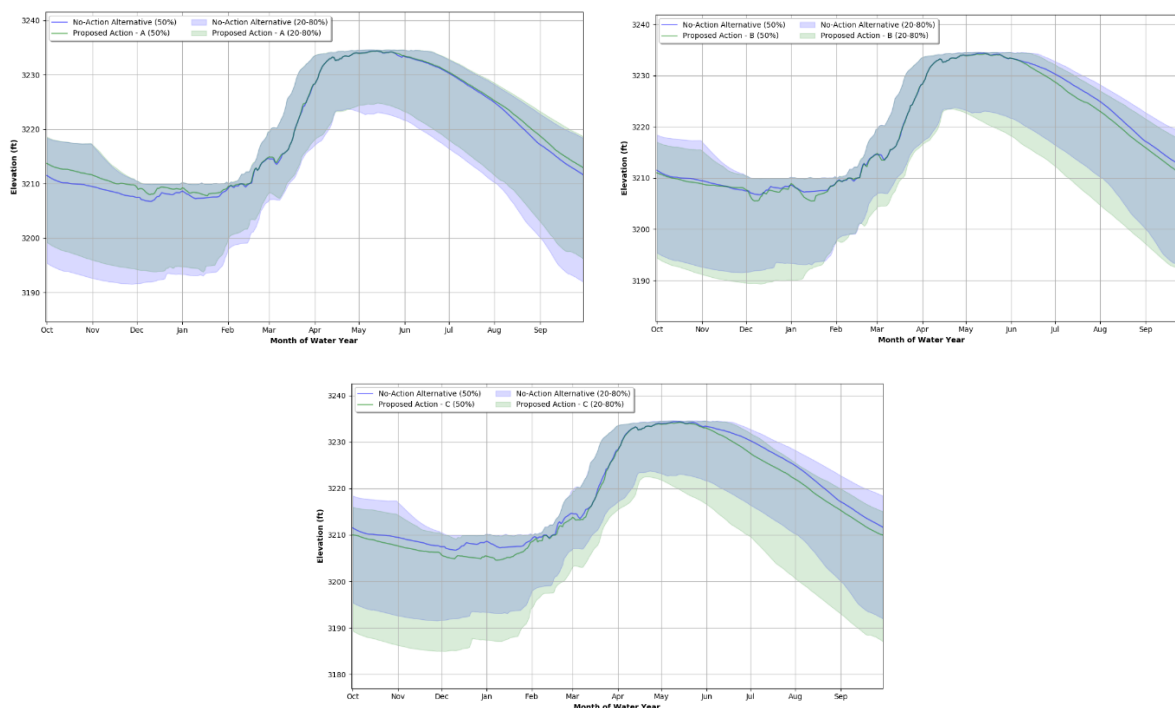 No-Action Alternative (50%) No-Action Alternative (20-80%)
Proposed Action - A (50%) Proposed Action - A (20-80%)
3240
3230
3220
3210
3200
3190
Elevation (ft)
Oct Nov Dec Jan Feb Mar Apr May Jun Jul Aug Sep
Month of Water Year
No-Action Alternative (50%) No-Action Alternative (20-80%)
Proposed Action - B (50%) Proposed Action - B (20-80%)
3240
3230
3220
3210
3200
3190
Elevation (ft)
Oct Nov Dec Jan Feb Mar Apr May Jun Jul Aug Sep
Month of Water Year
No-Action Alternative (50%) No-Action Alternative (20-80%)
Proposed Action - C (50%) Proposed Action - C (20-80%)
3240
3230
3220
3210
3200
3190
3180
Elevation (ft)
Oct Nov Dec Jan Feb Mar Apr May Jun Jul Aug Sep
Month of Water Year